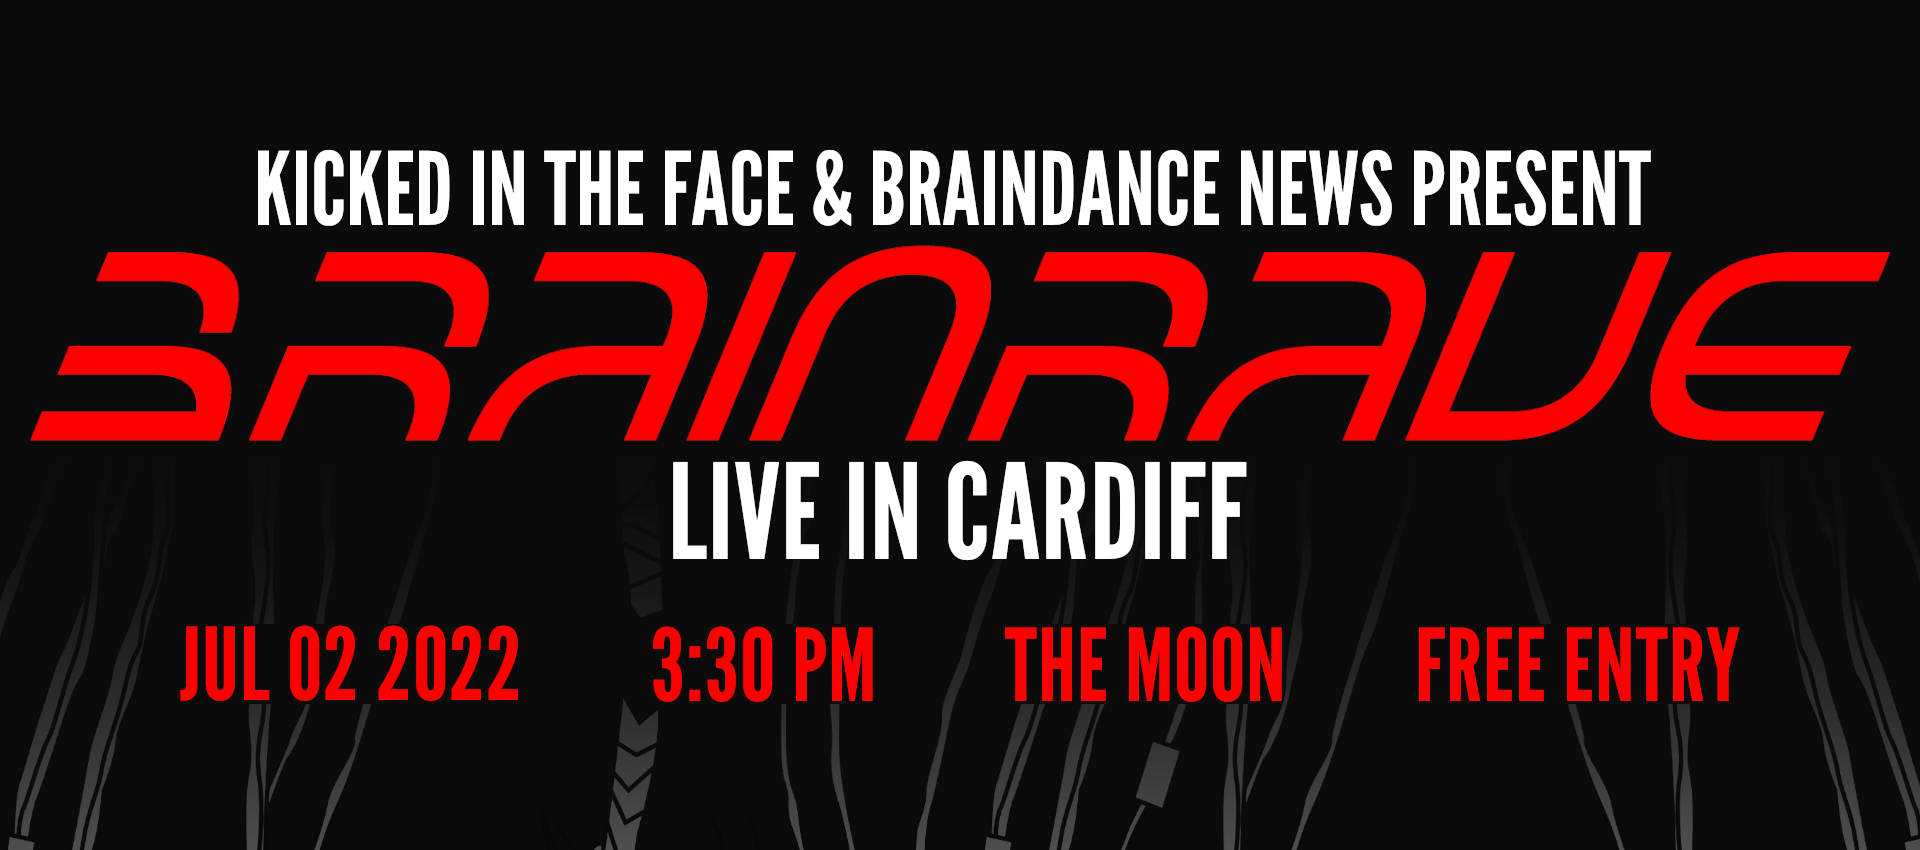 KICKED IN THE FACE & BRAINDANCE NEWS PRESENT
BRAINRAVE
LIVE IN CARDIFF
JUL 02 2022 3:30 PM THE MOON FREE ENTRY